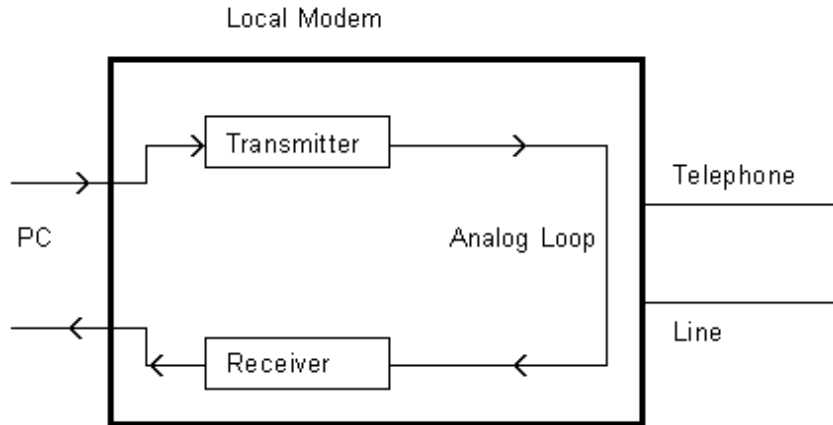 Local Modem
Transmitter
Telephone
PC
Analog Loop
Line
Receiver